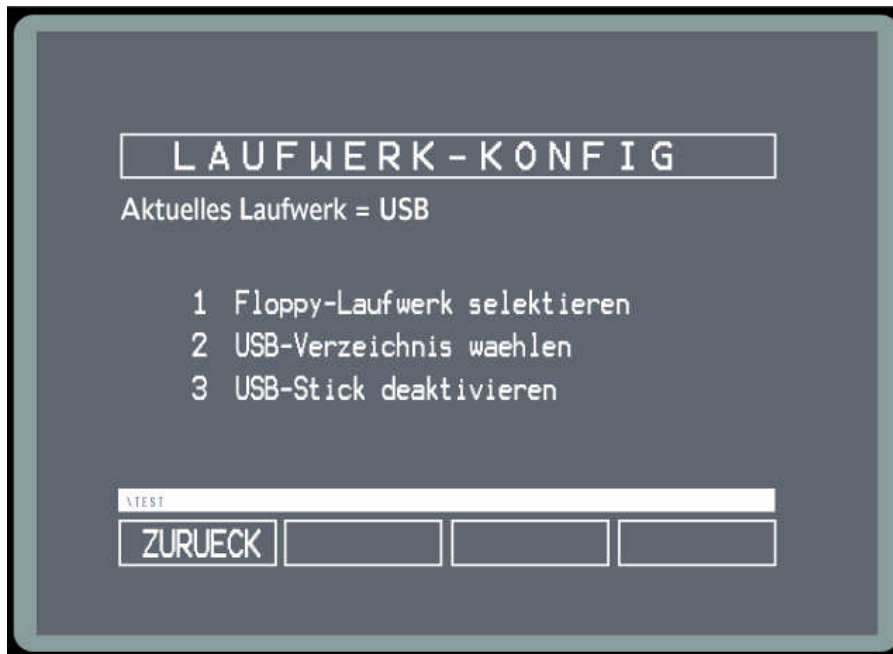 LAUFWERK-KONFIG
Aktuelles Laufwerk = USB
1 Floppy-Laufwerk selektieren
2 USB-Verzeichnis waehlen
3 USB-Stick deaktivieren
\TEST
ZURUECK